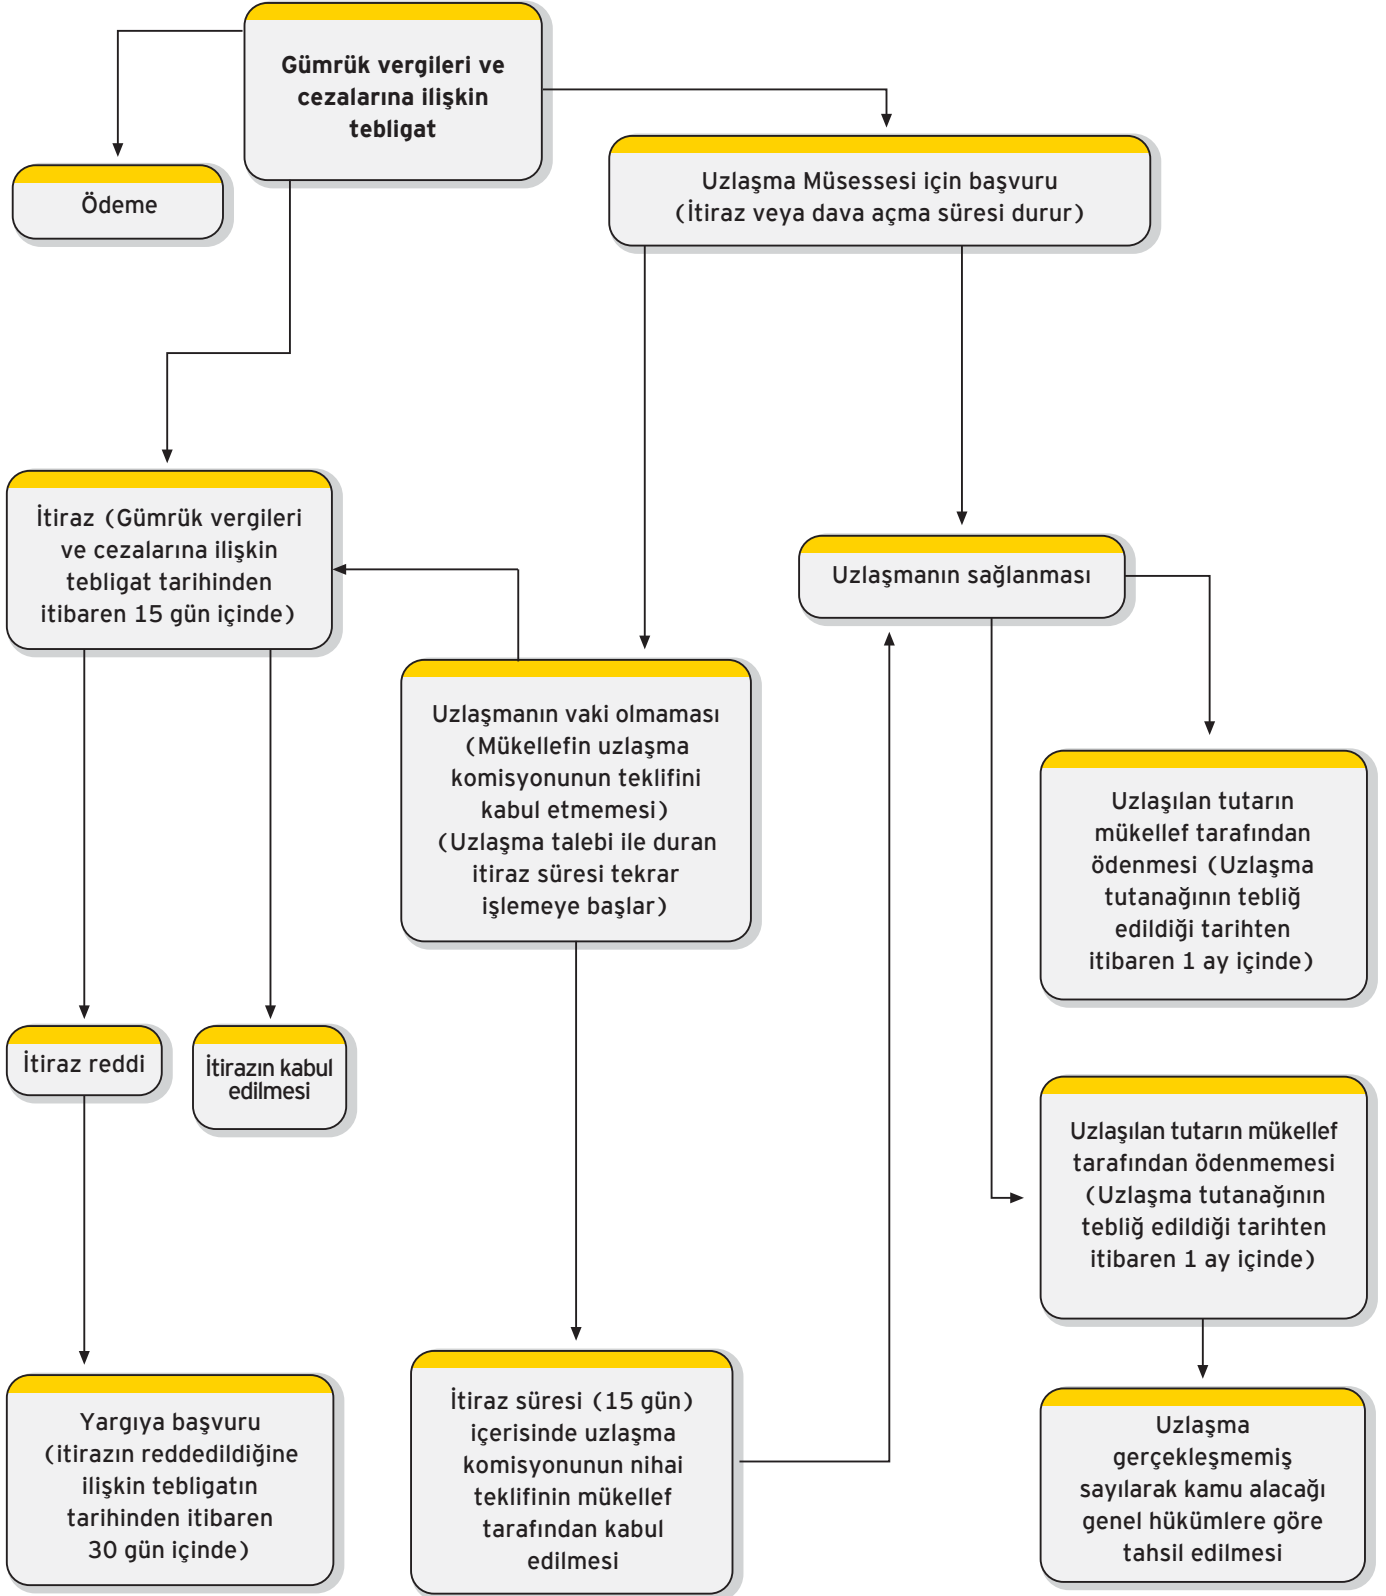 Gümrük vergileri ve
cezalarına ilişkin
tebligat
Ödeme
Uzlaşma Müsessesi için başvuru
(İtiraz veya dava açma süresi durur)
İtiraz (Gümrük vergileri
ve cezalarına ilişkin
tebligat tarihinden
itibaren 15 gün içinde)
Uzlaşmanın sağlanması
Uzlaşmanın vaki olmaması
(Mükellefin uzlaşma
komisyonunun teklifini
kabul etmemesi)
(Uzlaşma talebi ile duran
itiraz süresi tekrar
işlemeye başlar)
Uzlaşılan tutarın
mükellef tarafından
ödenmesi (Uzlaşma
tutanağının tebliğ
edildiği tarihten
itibaren 1 ay içinde)
İtiraz reddi
İtirazın kabul
edilmesi
Uzlaşılan tutarın mükellef
tarafından ödenmemesi
(Uzlaşma tutanağının
tebliğ edildiği tarihten
itibaren 1 ay içinde)
Yargıya başvuru
(itirazın reddedildiğine
ilişkin tebligatın
tarihinden itibaren
30 gün içinde)
İtiraz süresi (15 gün)
içerisinde uzlaşma
komisyonunun nihai
teklifinin mükellef
tarafından kabul
edilmesi
Uzlaşma
gerçekleşmemiş
sayılarak kamu alacağı
genel hükümlere göre
tahsil edilmesi